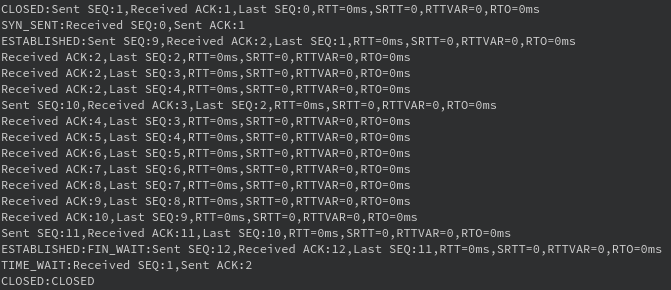 CLOSED:Sent SEQ:1,Received ACK:1,Last SEQ:0,RTT=0ms,SRTT=0,RTTVAR=0,RTO=0ms
SYN_SENT:Received SEQ:0,Sent ACK:1
ESTABLISHED:Sent SEQ:9,Received ACK:2,Last SEQ:1,RTT=0ms,SRTT=0,RTTVAR=0,RTO=0ms
Received ACK:2,Last SEQ:2,RTT=0ms,SRTT=0,RTTVAR=0,RTO=0ms
Received ACK:2,Last SEQ:3,RTT=0ms,SRTT=0,RTTVAR=0,RTO=0ms
Received ACK:2,Last SEQ:4,RTT=0ms,SRTT=0,RTTVAR=0,RTO=0ms
Sent SEQ:10,Received ACK:3,Last SEQ:2,RTT=0ms,SRTT=0,RTTVAR=0,RTO=0ms
Received ACK:4,Last SEQ:3,RTT=0ms,SRTT=0,RTTVAR=0,RTO=0ms
Received ACK:5,Last SEQ:4,RTT=0ms,SRTT=0,RTTVAR=0,RTO=0ms
Received ACK:6,Last SEQ:5,RTT=0ms,SRTT=0,RTTVAR=0,RTO=0ms
Received ACK:7,Last SEQ:6,RTT=0ms,SRTT=0,RTTVAR=0,RTO=0ms
Received ACK:8,Last SEQ:7,RTT=0ms,SRTT=0,RTTVAR=0,RTO=0ms
Received ACK:9,Last SEQ:8,RTT=0ms,SRTT=0,RTTVAR=0,RTO=0ms
Received ACK:10,Last SEQ:9,RTT=0ms,SRTT=0,RTTVAR=0,RTO=0ms
Sent SEQ:11,Received ACK:11,Last SEQ:10,RTT=0ms,SRTT=0,RTTVAR=0,RTO=0ms
ESTABLISHED:FIN_WAIT:Sent SEQ:12,Received ACK:12,Last SEQ:11,RTT=0ms,SRTT=0,RTTVAR=0,RTO=0ms
TIME_WAIT:Received SEQ:1,Sent ACK:2
CLOSED:CLOSED